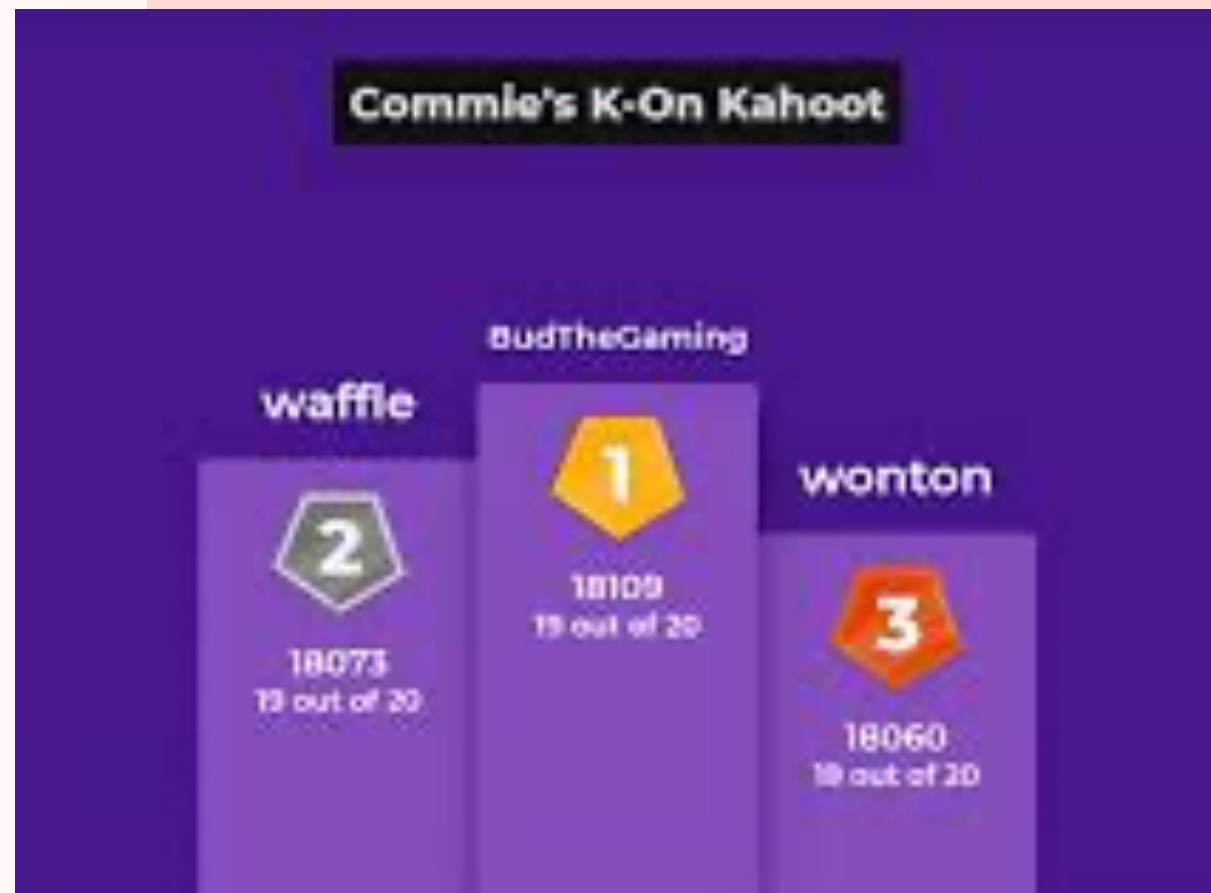 Commie's K-On Kahoot
BudTheGaming
waffle
wonton
1
2
3
18109
19 out of 20
18073
19 out of 20
18060
19 out of 20